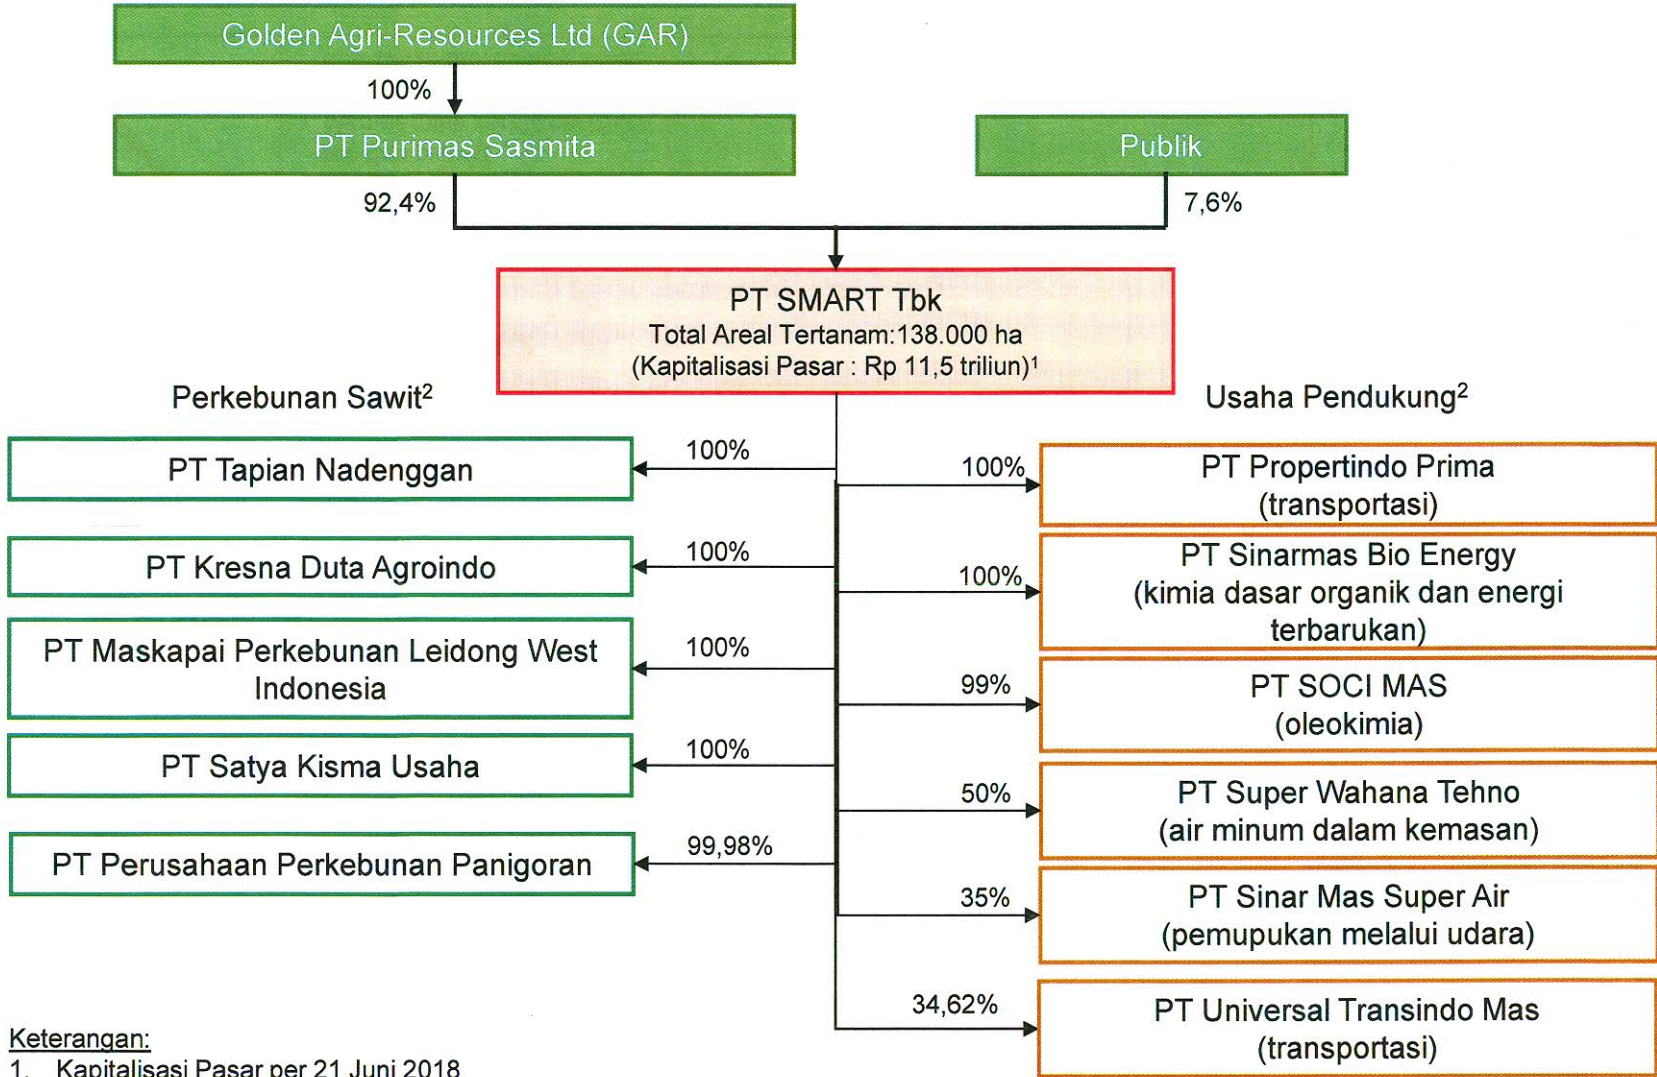 Golden Agri-Resources Ltd (GAR)
100%
PT Purimas Sasmita
Publik
92,4%
7,6%
PT SMART Tbk
Total Areal Tertanam:138.000 ha
(Kapitalisasi Pasar : Rp 11,5 triliun)¹
Perkebunan Sawit²
100%
PT Tapian Nadenggan
100%
PT Kresna Duta Agroindo
100%
PT Maskapai Perkebunan Leidong West
Indonesia
100%
PT Satya Kisma Usaha
99,98%
PT Perusahaan Perkebunan Panigoran
Usaha Pendukung²
100%
PT Propertindo Prima
(transportasi)
100%
PT Sinarmas Bio Energy
(kimia dasar organik dan energi
terbarukan)
99%
PT SOCI MAS
(oleokimia)
50%
PT Super Wahana Tehno
(air minum dalam kemasan)
35%
PT Sinar Mas Super Air
(pemupukan melalui udara)
34,62%
PT Universal Transindo Mas
(transportasi)
Keterangan:
1. Kapitalisasi Pasar per 21 Juni 2018